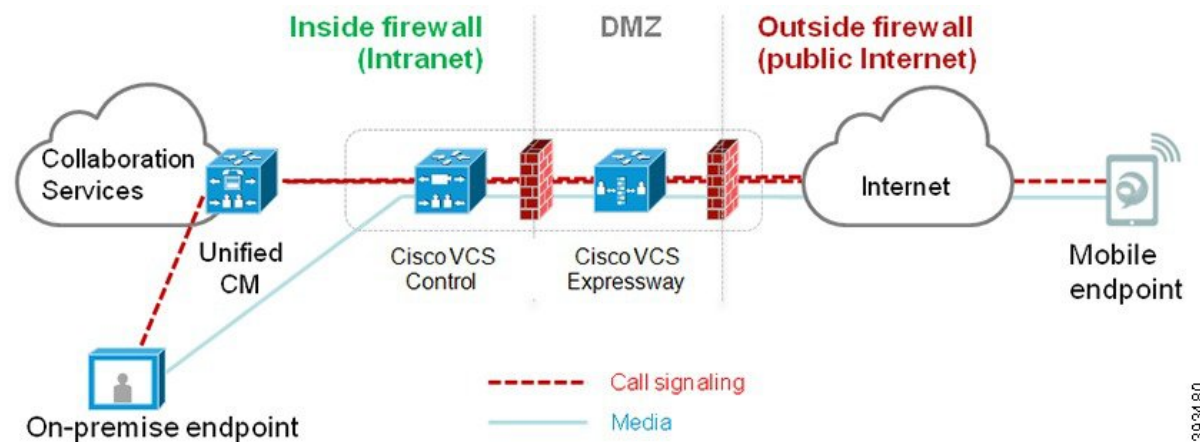 Inside firewall
(Intranet)
DMZ
Outside firewall
(public Internet)
Collaboration
Services
Internet
Unified
CM
Cisco VCS
Control
Cisco VCS
Expressway
Mobile
endpoint
On-premise endpoint
Call signaling
Media
393480